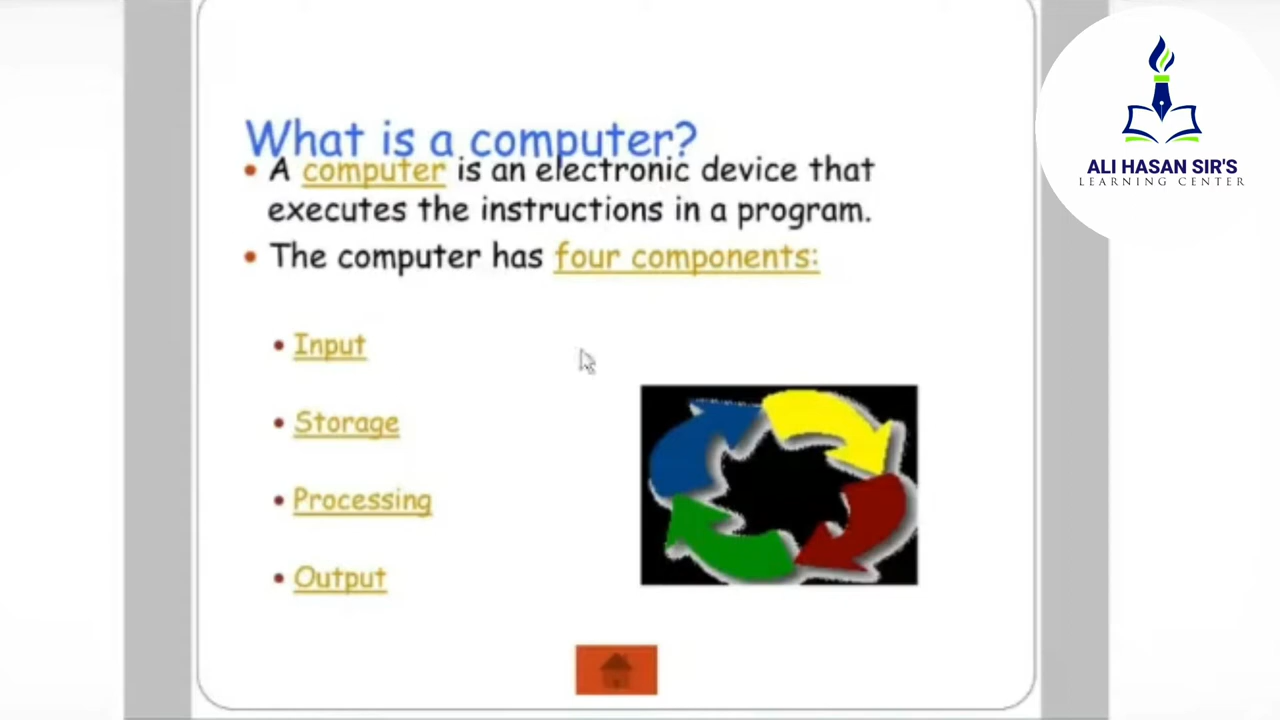 What is a computer?
• A computer is an electronic device that
executes the instructions in a program.
• The computer has four components:
• Input
• Storage
• Processing
• Output
ALI HASAN SIR'S
LEARNING CENTER